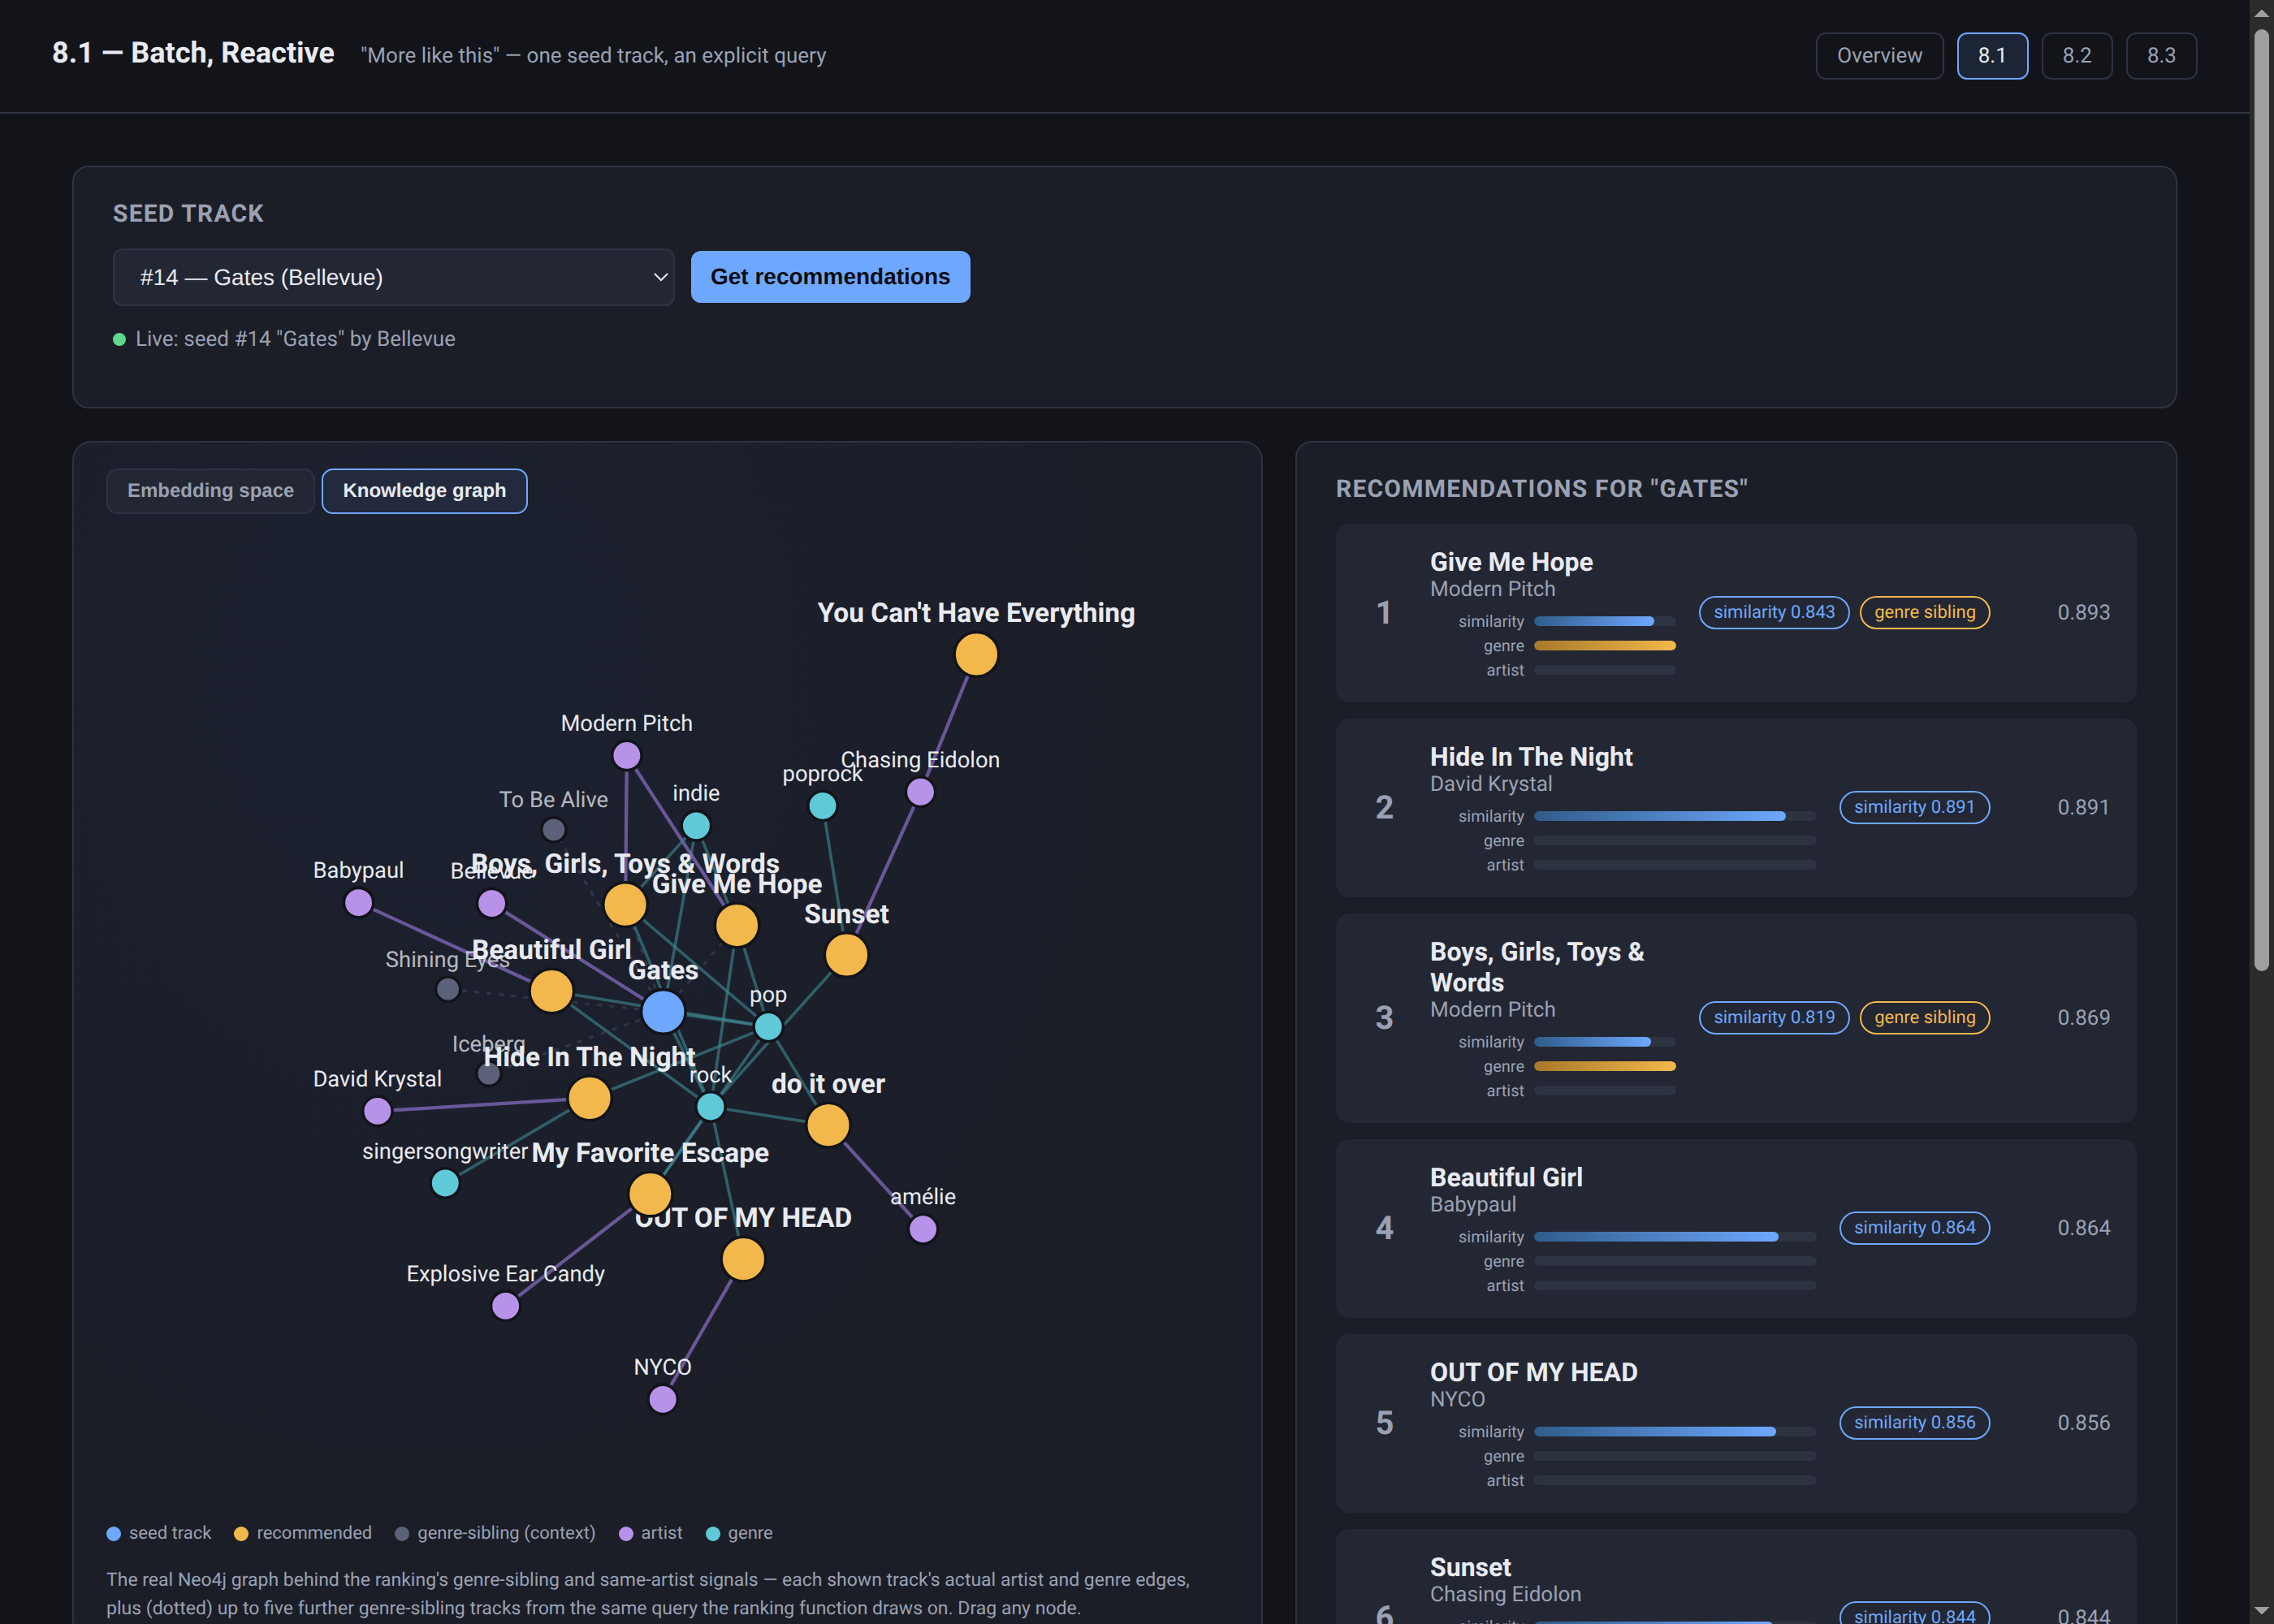 8.1 — Batch, Reactive
"More like this" — one seed track, an explicit query
Overview
8.1
8.2
8.3
SEED TRACK
#14 — Gates (Bellevue)
Get recommendations
Live: seed #14 "Gates" by Bellevue
Embedding space
Knowledge graph
You Can't Have Everything
Modern Pitch
Chasing Eidolon
poprock
indie
To Be Alive
Boys, Girls, Toys & Words
Babypaul
Bellevue
Give Me Hope
Sunset
Beautiful Girl
Shining Eyes
Gates
pop
Iceberg
Hide In The Night
rock
David Krystal
do it over
singersongwriter
My Favorite Escape
amélie
OUT OF MY HEAD
Explosive Ear Candy
NYCO
seed track
recommended
genre-sibling (context)
artist
genre
The real Neo4j graph behind the ranking's genre-sibling and same-artist signals — each shown track's actual artist and genre edges,
plus (dotted) up to five further genre-sibling tracks from the same query the ranking function draws on. Drag any node.
RECOMMENDATIONS FOR "GATES"
1
Give Me Hope
Modern Pitch
similarity
genre
artist
similarity 0.843
genre sibling
0.893
2
Hide In The Night
David Krystal
similarity
genre
artist
similarity 0.891
0.891
3
Boys, Girls, Toys &
Words
Modern Pitch
similarity
genre
artist
similarity 0.819
genre sibling
0.869
4
Beautiful Girl
Babypaul
similarity
genre
artist
similarity 0.864
0.864
5
OUT OF MY HEAD
NYCO
similarity
genre
artist
similarity 0.856
0.856
6
Sunset
Chasing Eidolon
similarity
similarity 0.844
0.844